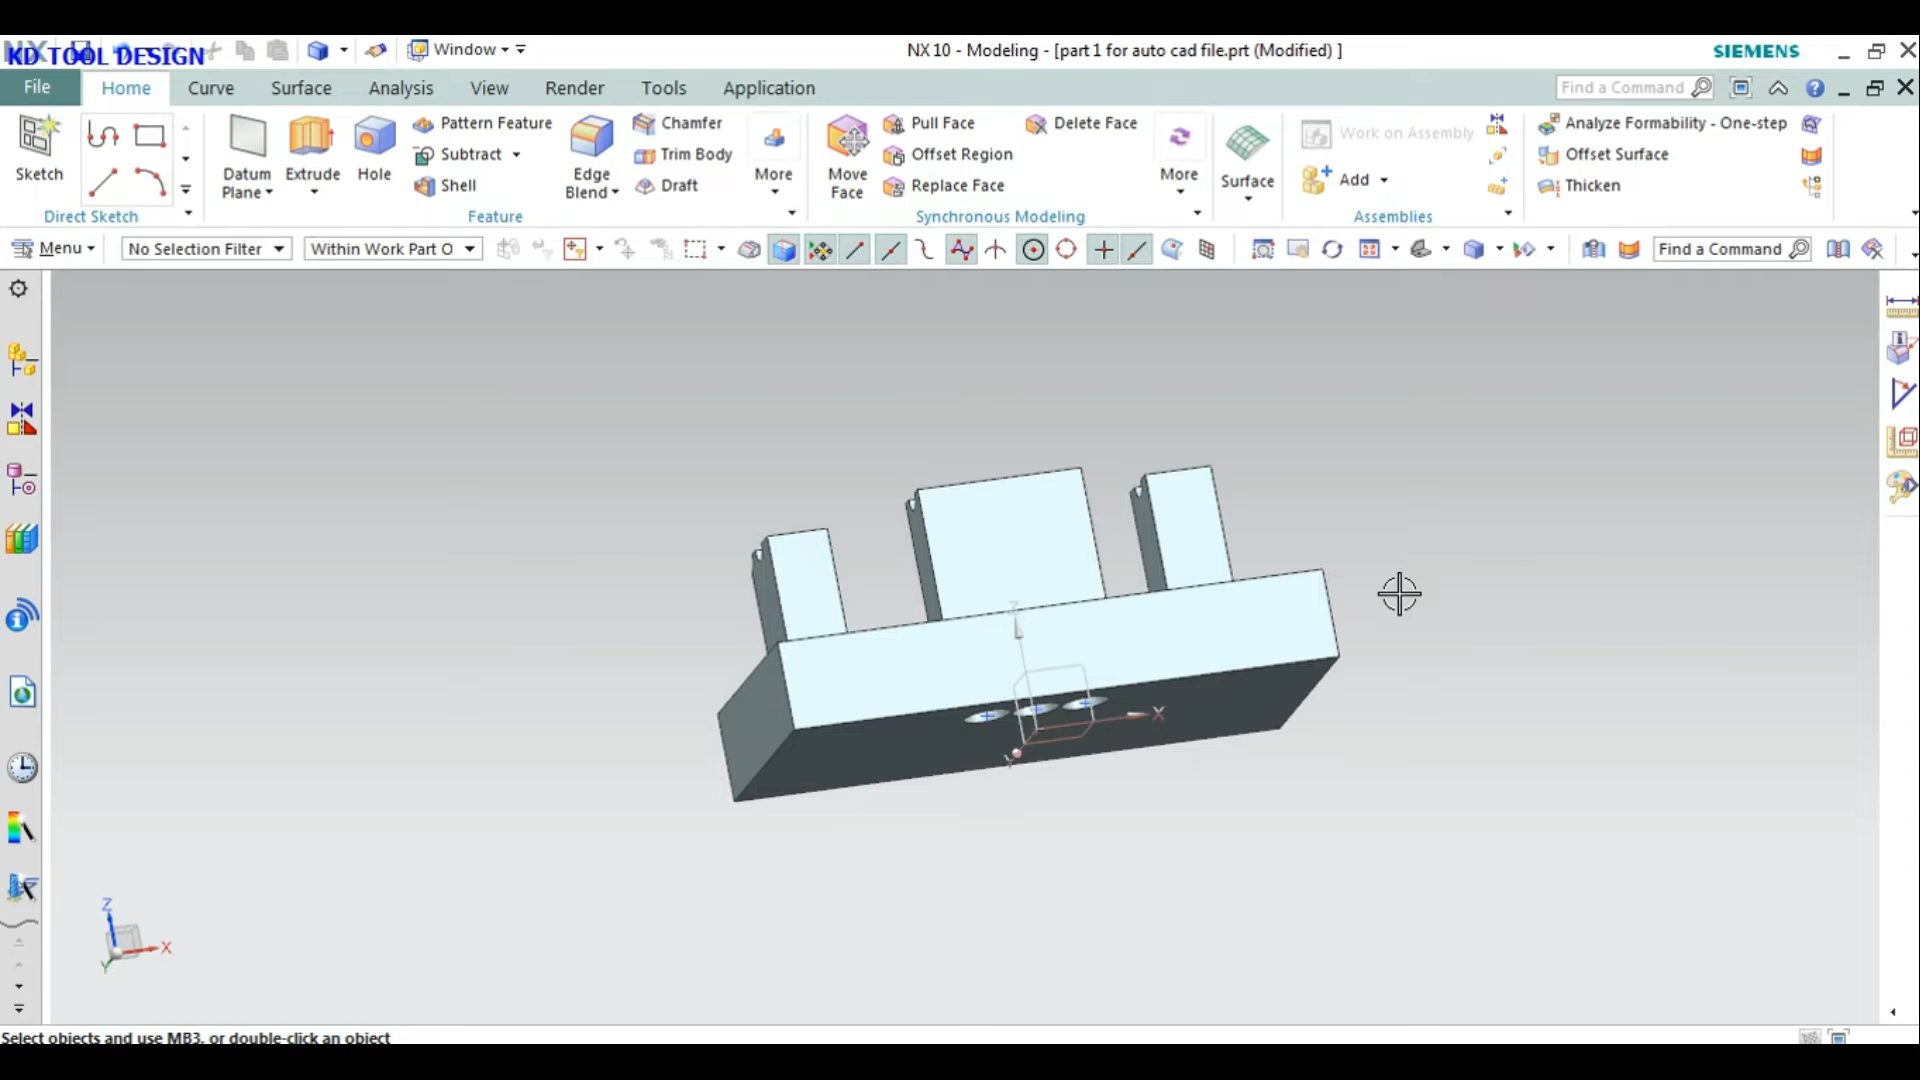 KD TOOL DESIGN
Window
NX 10 - Modeling - [part 1 for auto cad file.prt (Modified) ]
SIEMENS
File
Home
Curve
Surface
Analysis
View
Render
Tools
Application
Find a Command
Sketch
Direct Sketch
Datum
Plane
Extrude
Hole
Pattern Feature
Subtract
Shell
Edge
Blend
Chamfer
Trim Body
Draft
More
Feature
Move
Face
Pull Face
Offset Region
Replace Face
Delete Face
More
Synchronous Modeling
Surface
Work on Assembly
Add
Assemblies
Analyze Formability - One-step
Offset Surface
Thicken
Menu
No Selection Filter
Within Work Part O
Find a Command
Z
X
Y
Z
X
Y
Select objects and use MB3, or double-click an object